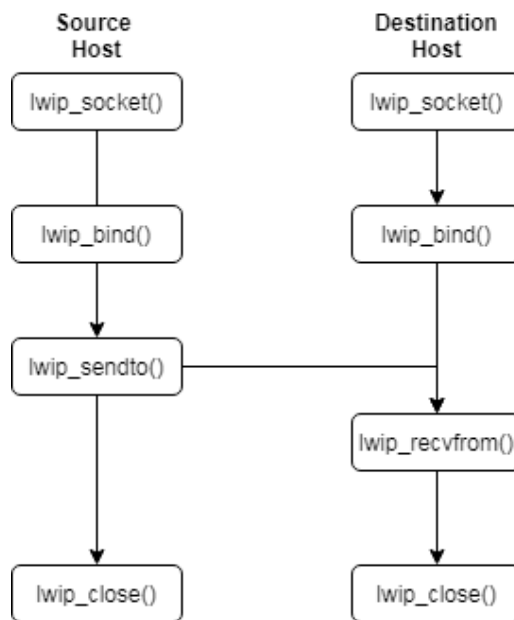 Source
Host
Destination
Host
lwip_socket()
lwip_socket()
lwip_bind()
lwip_bind()
lwip_sendto()
lwip_recvfrom()
lwip_close()
lwip_close()